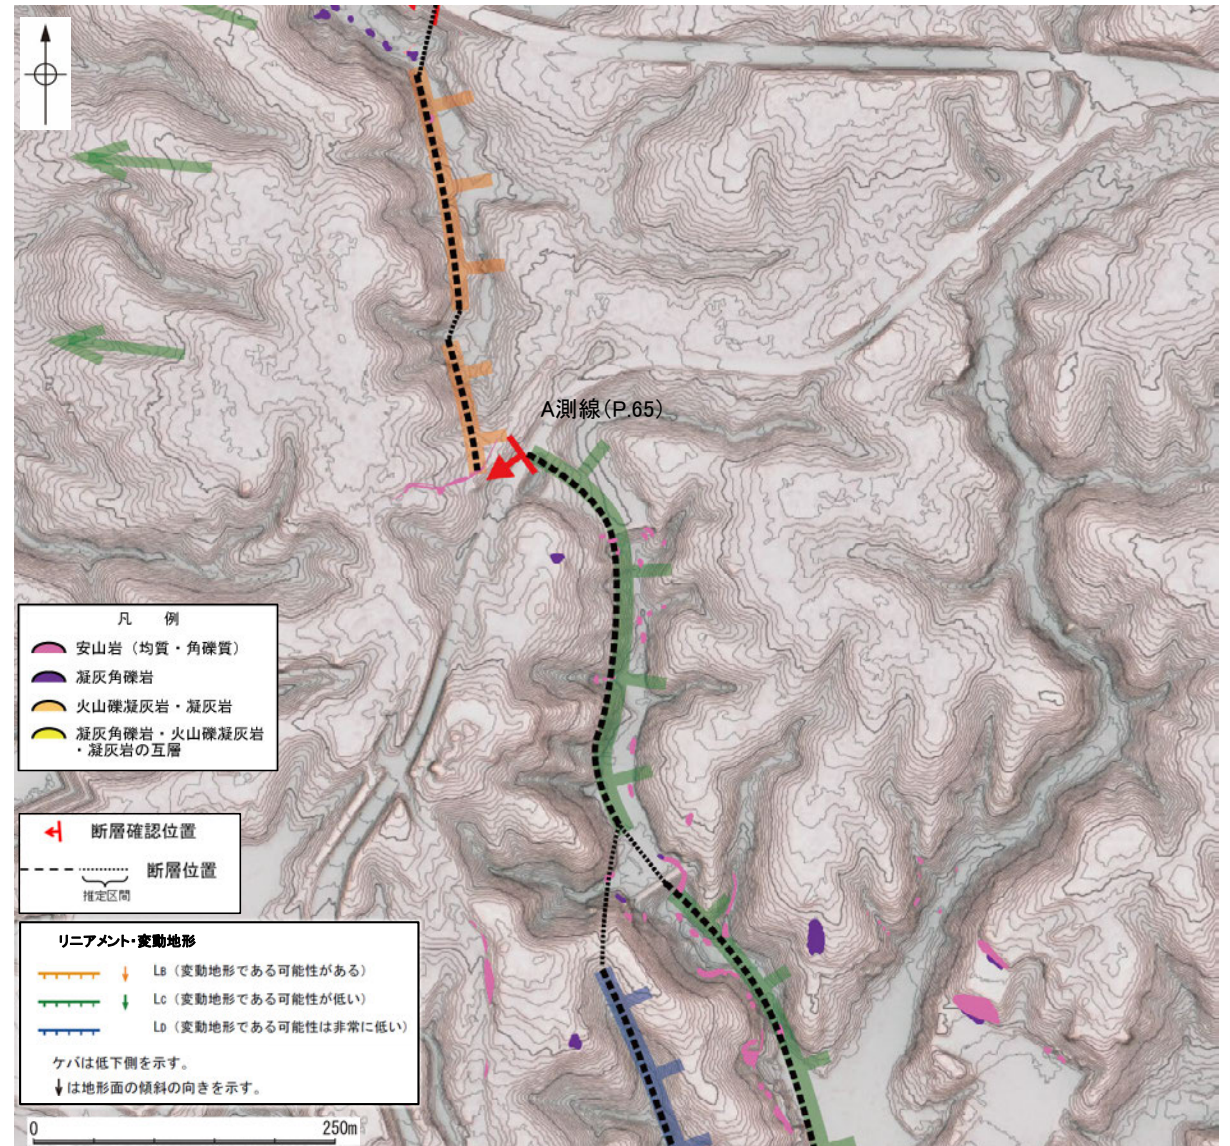 A測線(P.65)
凡 例
安山岩 (均質・角礫質)
凝灰角礫岩
火山礫凝灰岩・凝灰岩
凝灰角礫岩・火山礫凝灰岩
・凝灰岩の互層
断層確認位置
断層位置
推定区間
リニアメント・変動地形
LB (変動地形である可能性がある)
LC (変動地形である可能性が低い)
LD (変動地形である可能性は非常に低い)
ケバは低下側を示す。
↓は地形面の傾斜の向きを示す。
0 250m